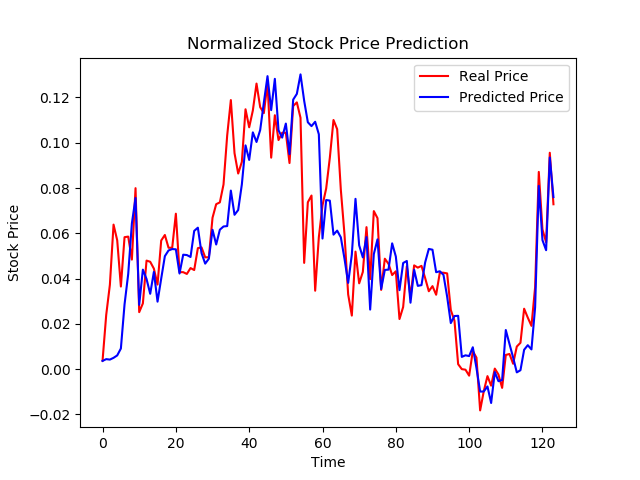 Normalized Stock Price Prediction
Real Price
Predicted Price
0.12
0.10
0.08
0.06
0.04
0.02
0.00
−0.02
Stock Price
0 20 40 60 80 100 120
Time